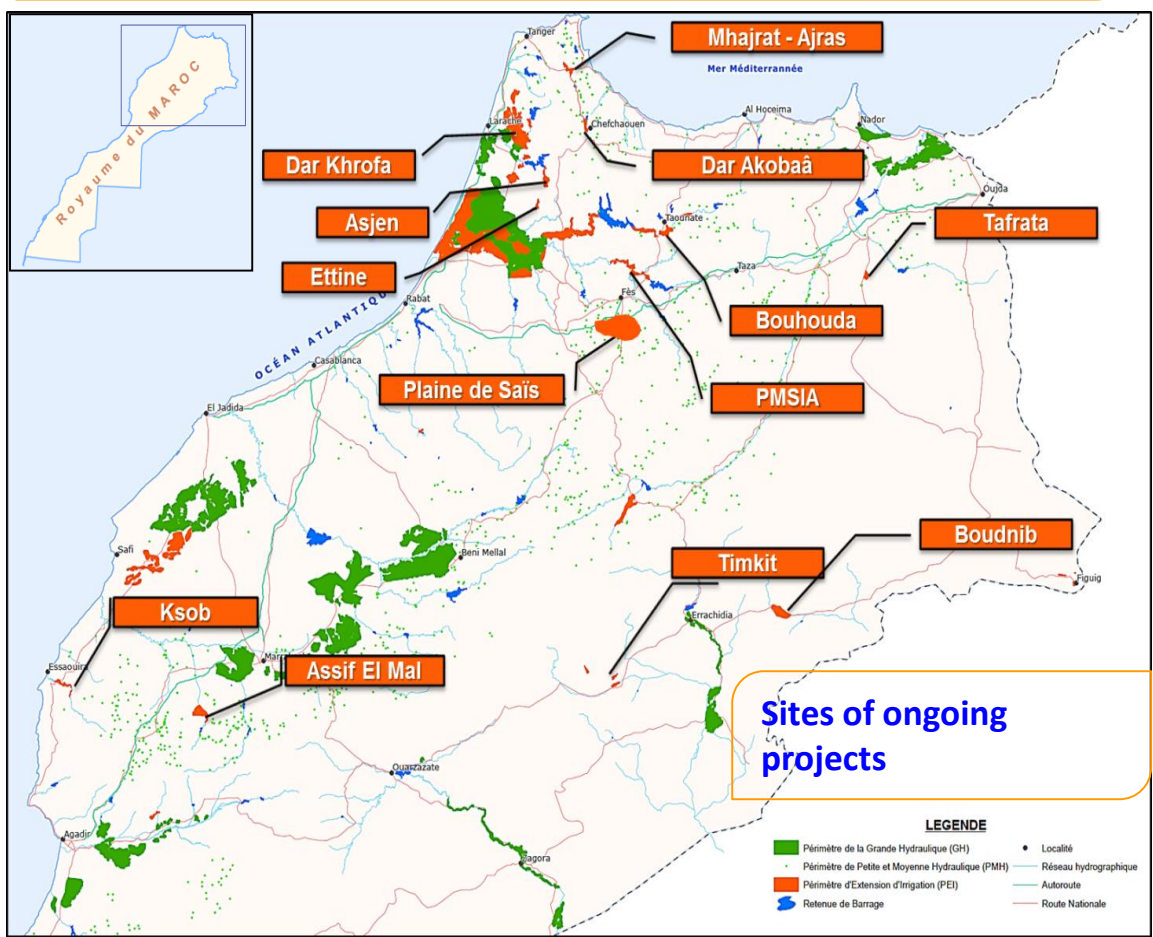 Royaume du MAROC
Tanger
Mhajrat - Ajras
Mer Méditerrannée
Al Hoceima
Nador
Larache
Chefchaouen
Dar Khrofa
Dar Akobaâ
Oujda
Asjen
Taounate
Tafrata
Ettine
Taza
Rabat
Fès
Bouhouda
OCÉAN ATLANTIQU
Casablanca
Plaine de Saïs
PMSIA
El Jadida
Safi
Beni Mellal
Boudnib
Timkit
Figuig
Ksob
Errachidia
Essaouira
Mar
Assif El Mal
Sites of ongoing
projects
Ouarzazate
Agadir
Zagora
LEGENDE
Périmètre de la Grande Hydraulique (GH)
Périmètre de Petite et Moyenne Hydraulique (PMH)
Périmètre d'Extension d'Irrigation (PEI)
Retenue de Barrage
Localité
Réseau hydrographique
Autoroute
Route Nationale